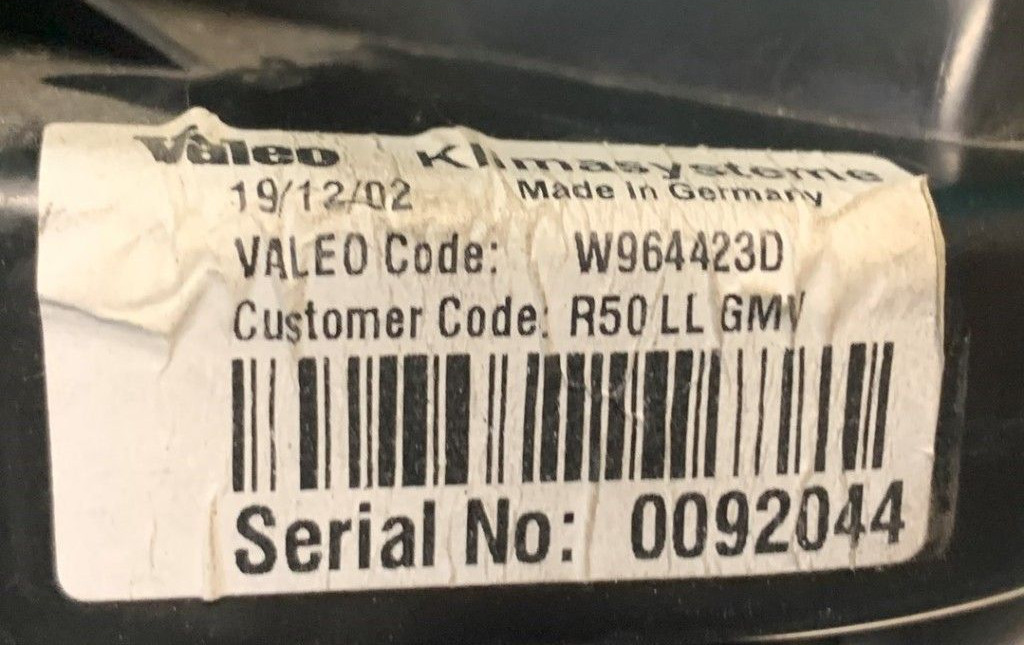 Valeo Klimasysteme
19/12/02 Made In Germany
VALEO Code: W964423D
Customer Code: R50 LL GMV
Serial No: 0092044